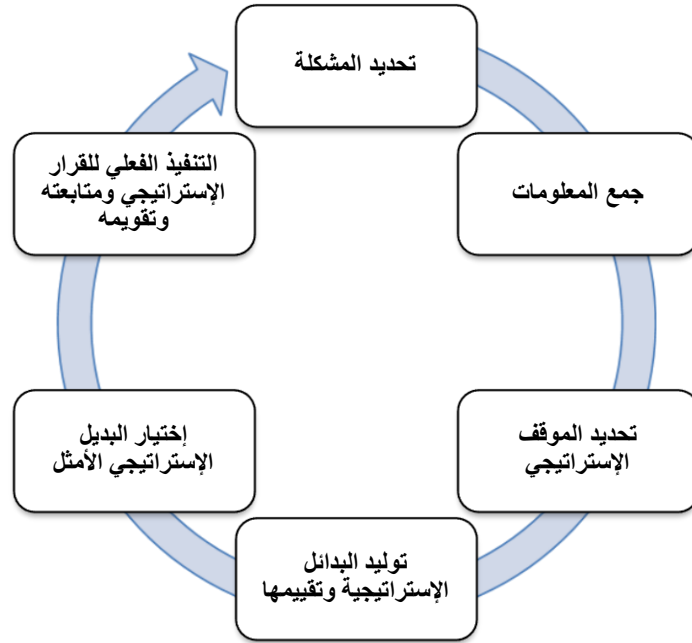 تحديد المشكلة
جمع المعلومات
تحديد الموقف
الإستراتيجي
توليد البدائل
الإستراتيجية وتقييمها
إختيار البديل
الإستراتيجي الأمثل
التنفيذ الفعلي للقرار
الإستراتيجي ومتابعته
وتقويمه